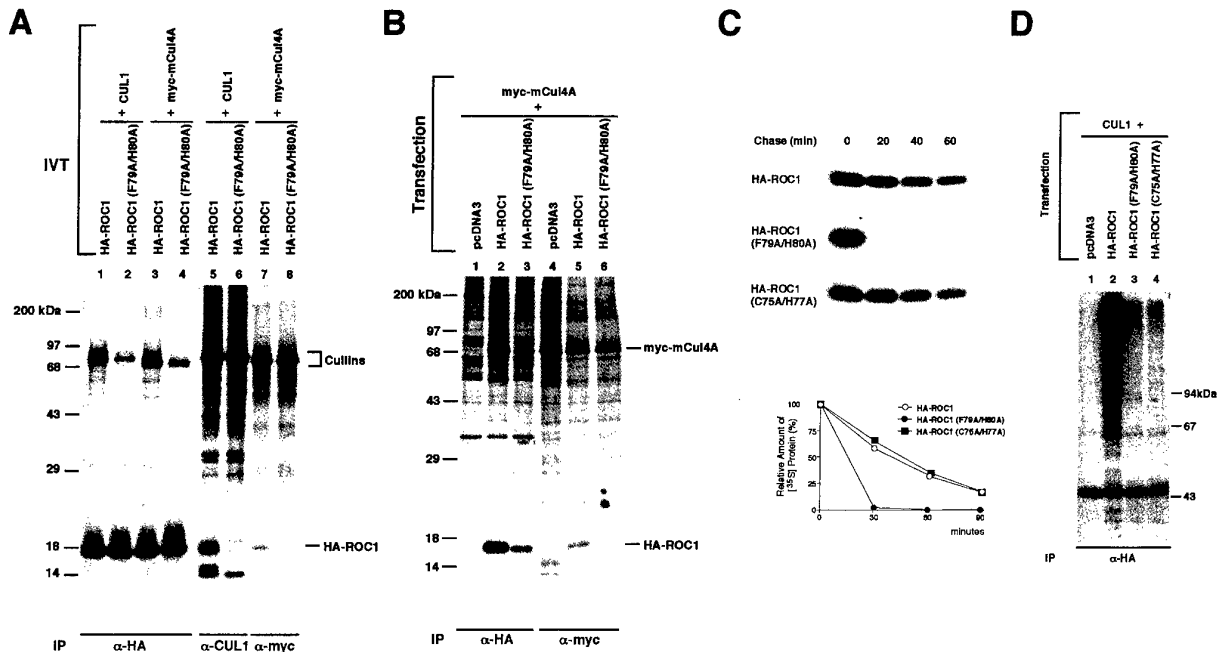 A
IVT
+ CUL1
+ myc-mCul4A
+ CUL1
+ myc-mCul4A
HA-ROC1
HA-ROC1 (F79A/H80A)
HA-ROC1
HA-ROC1 (F79A/H80A)
HA-ROC1
HA-ROC1 (F79A/H80A)
HA-ROC1
HA-ROC1 (F79A/H80A)
1 2 3 4 5 6 7 8
200 kDa
97
68
43
29
18
14
Cullins
HA-ROC1
IP
α-HA
α-CUL1
α-myc
B
Transfection
myc-mCul4A
+
pcDNA3
HA-ROC1
HA-ROC1 (F79A/H80A)
pcDNA3
HA-ROC1
HA-ROC1 (F79A/H80A)
1 2 3 4 5 6
200 kDa
97
68
43
29
18
14
myc-mCul4A
HA-ROC1
IP
α-HA
α-myc
C
Chase (min) 0 20 40 60
HA-ROC1
HA-ROC1
(F79A/H80A)
HA-ROC1
(C75A/H77A)
Relative Amount of
[35S] Protein (%)
100
75
50
25
0
0 30 60 90
minutes
HA-ROC1
HA-ROC1 (F79A/H80A)
HA-ROC1 (C75A/H77A)
D
Transfection
CUL1 +
pcDNA3
HA-ROC1
HA-ROC1 (F79A/H80A)
HA-ROC1 (C75A/H77A)
1 2 3 4
94kDa
67
43
IP
α-HA